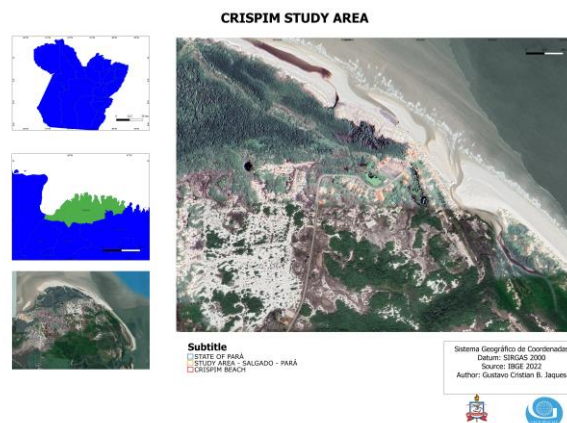 CRISPIM STUDY AREA
Subtitle
STATE OF PARÁ
STUDY AREA - SALGADO - PARÁ
CRISPIM BEACH
Sistema Geográfico de Coordenadas
Datum: SIRGAS 2000
Source: IBGE 2022
Author: Gustavo Cristian B. Jaques